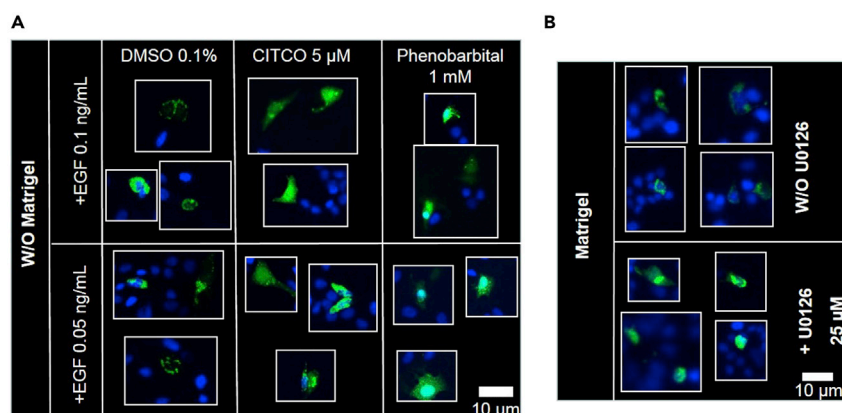 A
DMSO 0.1%
CITCO 5 µM
Phenobarbital
1 mM
W/O Matrigel
+EGF 0.1 ng/mL
+EGF 0.05 ng/mL
10 µm
B
Matrigel
W/O U0126
+ U0126
25 µM
10 µm